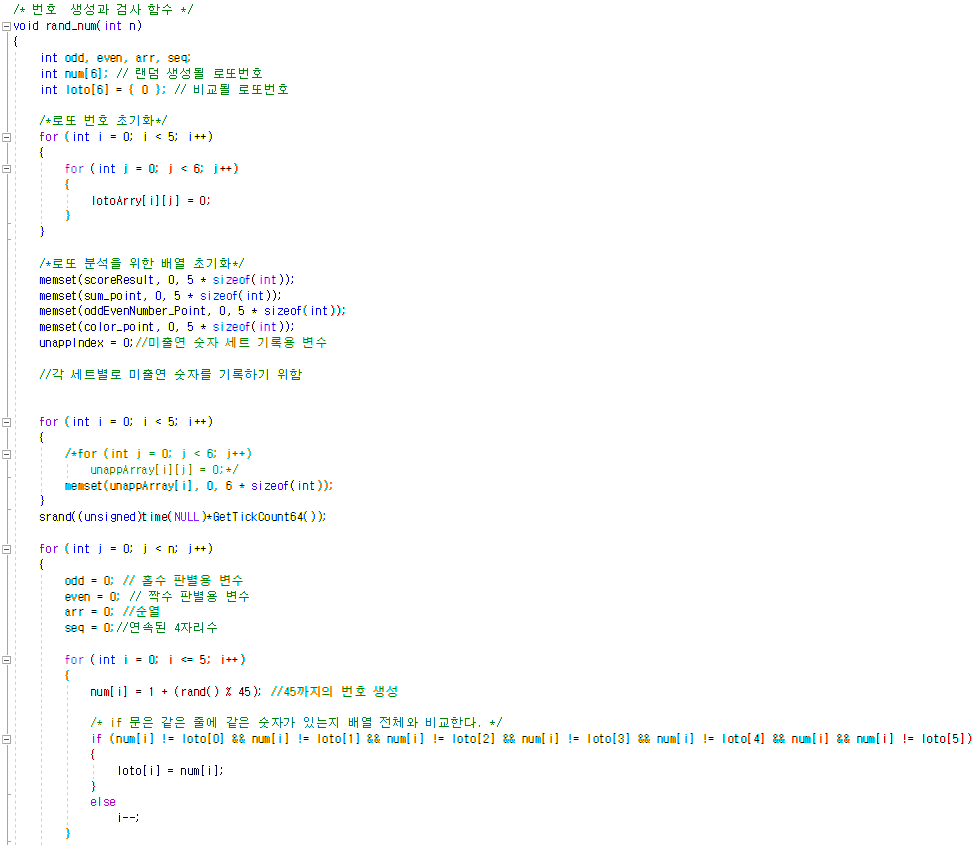 /* 번호  생성과 검사 함수 */
void rand_num(int n)
{
    int odd, even, arr, seq;
    int num[6]; // 랜덤 생성될 로또번호
    int loto[6] = { 0 }; // 비교될 로또번호
    /*로또 번호 초기화*/
    for (int i = 0; i < 5; i++)
    {
        for (int j = 0; j < 6; j++)
        {
            lotoArry[i][j] = 0;
        }
    }
    /*로또 분석을 위한 배열 초기화*/
    memset(scoreResult, 0, 5 * sizeof(int));
    memset(sum_point, 0, 5 * sizeof(int));
    memset(oddEvenNumber_Point, 0, 5 * sizeof(int));
    memset(color_point, 0, 5 * sizeof(int));
    unappIndex = 0;//미출연 숫자 세트 기록용 변수
    //각 세트별로 미출연 숫자를 기록하기 위함
    for (int i = 0; i < 5; i++)
    {
        /*for (int j = 0; j < 6; j++)
            unappArray[i][j] = 0;*/
        memset(unappArray[i], 0, 6 * sizeof(int));
    }
    srand((unsigned)time(NULL)*GetTickCount64());
    for (int j = 0; j < n; j++)
    {
        odd = 0; // 홀수 판별용 변수
        even = 0; // 짝수 판별용 변수
        arr = 0; //순열
        seq = 0;//연속된 4자리수
        for (int i = 0; i <= 5; i++)
        {
            num[i] = 1 + (rand() % 45); //45까지의 번호 생성
            /* if 문은 같은 줄에 같은 숫자가 있는지 배열 전체와 비교한다. */
            if (num[i] != loto[0] && num[i] != loto[1] && num[i] != loto[2] && num[i] != loto[3] && num[i] != loto[4] && num[i] && num[i] != loto[5])
            {
                loto[i] = num[i];
            }
            else
                i--;
        }